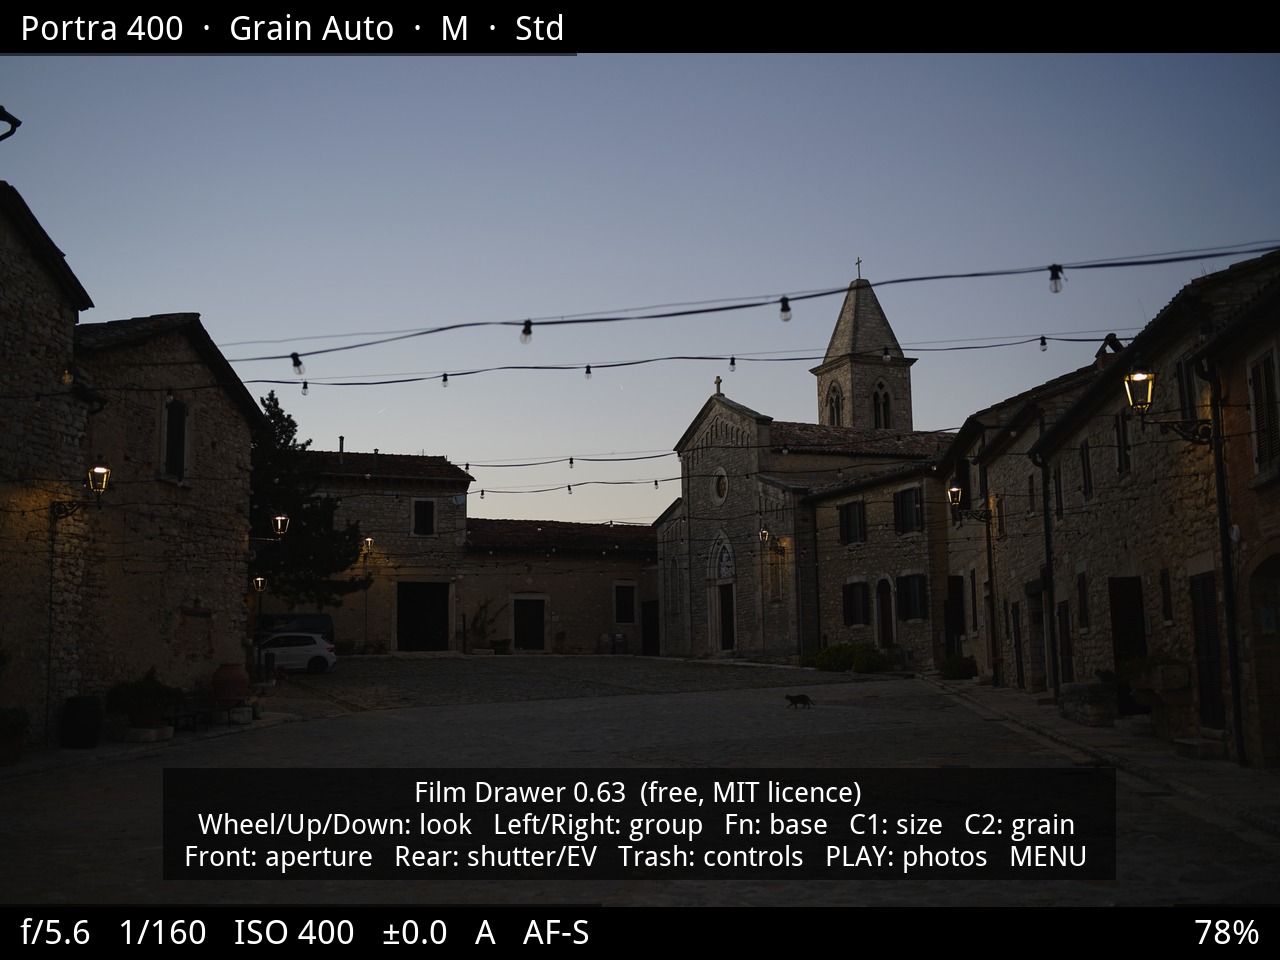 Portra 400 · Grain Auto · M · Std
Film Drawer 0.63 (free, MIT licence)
Wheel/Up/Down: look Left/Right: group Fn: base C1: size C2: grain
Front: aperture Rear: shutter/EV Trash: controls PLAY: photos MENU
f/5.6 1/160 ISO 400 ±0.0 A AF-S 78%